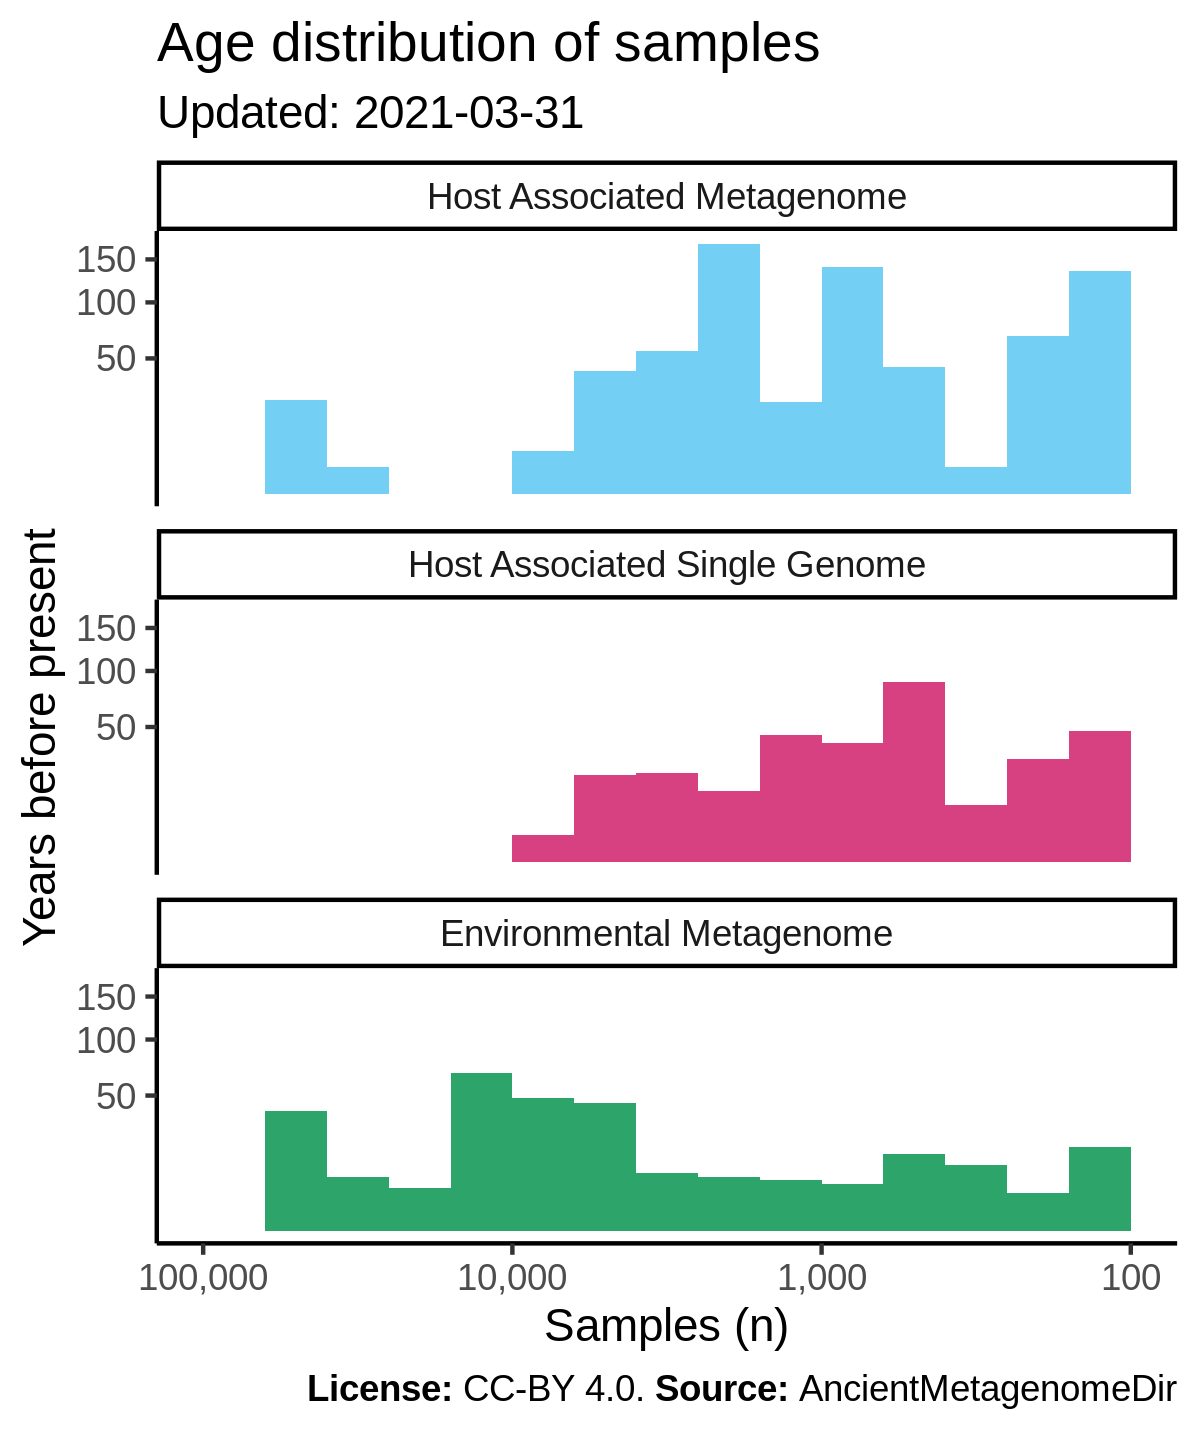 Age distribution of samples
Updated: 2021-03-31
Host Associated Metagenome
150
100
50
Host Associated Single Genome
150
100
50
Years before present
Environmental Metagenome
150
100
50
100,000 10,000 1,000 100
Samples (n)
License: CC-BY 4.0. Source: AncientMetagenomeDir